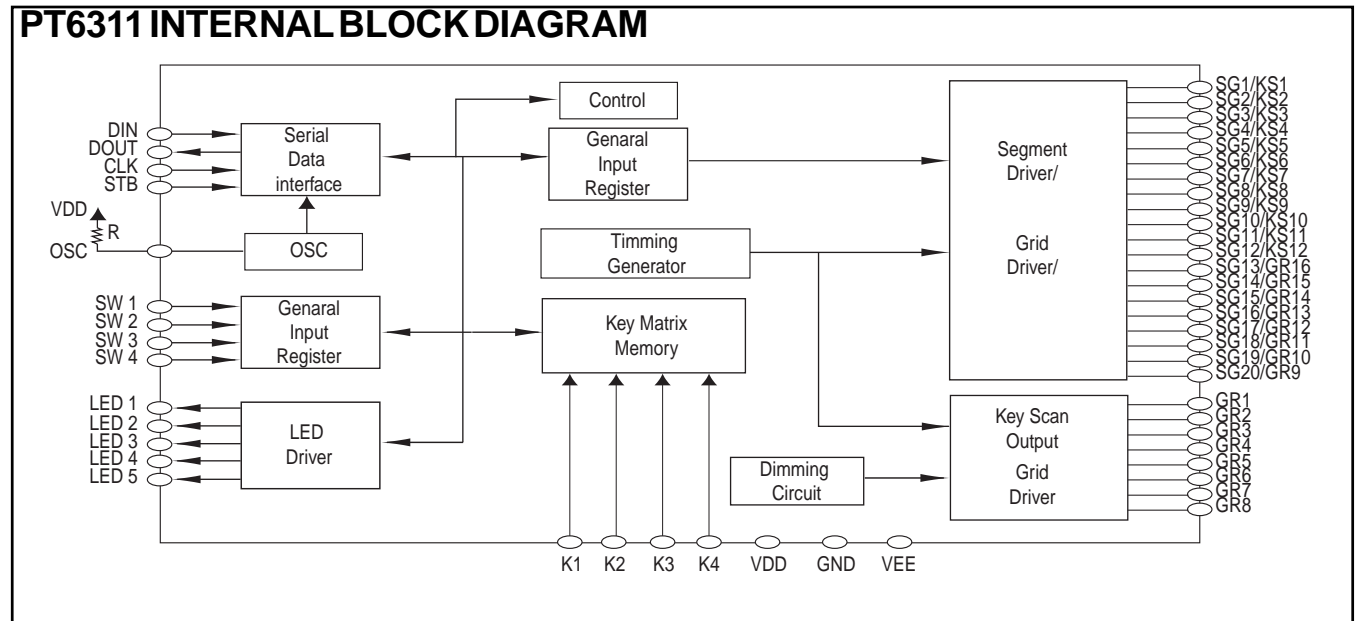 PT6311 INTERNAL BLOCK DIAGRAM
DIN
DOUT
CLK
STB
VDD
R
OSC
SW 1
SW 2
SW 3
SW 4
LED 1
LED 2
LED 3
LED 4
LED 5
Serial
Data
interface
OSC
Genaral
Input
Register
LED
Driver
Control
Genaral
Input
Register
Timming
Generator
Key Matrix
Memory
Dimming
Circuit
Segment
Driver/
Grid
Driver/
Key Scan
Output
Grid
Driver
SG1/KS1
SG2/KS2
SG3/KS3
SG4/KS4
SG5/KS5
SG6/KS6
SG7/KS7
SG8/KS8
SG9/KS9
SG10/KS10
SG11/KS11
SG12/KS12
SG13/GR16
SG14/GR15
SG15/GR14
SG16/GR13
SG17/GR12
SG18/GR11
SG19/GR10
SG20/GR9
GR1
GR2
GR3
GR4
GR5
GR6
GR7
GR8
K1 K2 K3 K4 VDD GND VEE